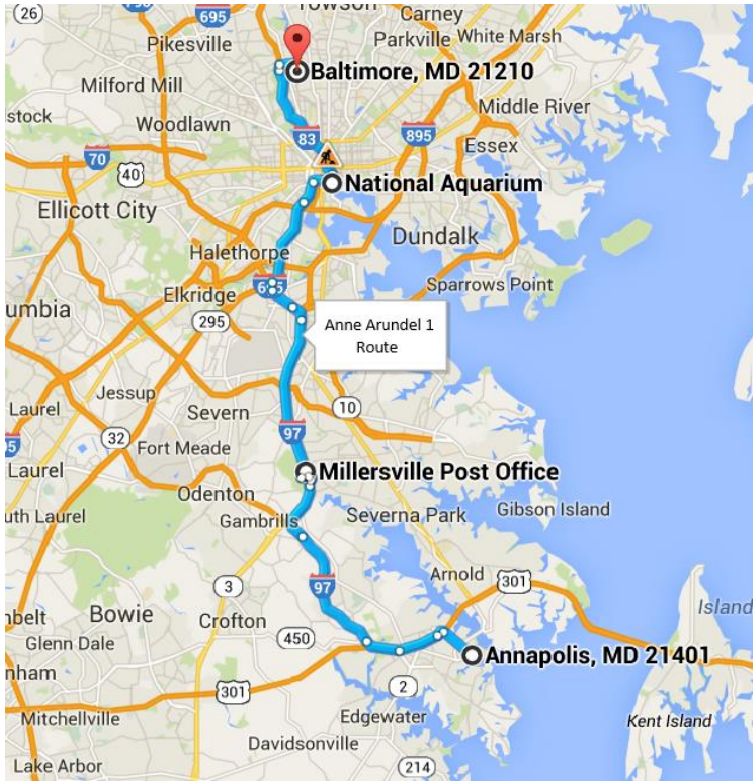 695
Towson
26
Carney
Pikesville
Parkville
White Marsh
Baltimore, MD 21210
Milford Mill
Middle River
stock
Woodlawn
83
895
Essex
70
40
National Aquarium
Ellicott City
Dundalk
Halethorpe
Sparrows Point
Elkridge
umbia
295
Anne Arundel 1
Route
Jessup
Laurel
Severn
10
97
32
Fort Meade
Laurel
Millersville Post Office
Odenton
uth Laurel
Gambrills
Severna Park
Gibson Island
3
97
Arnold
301
Island
Bowie
Crofton
nbelt
Glenn Dale
450
Annapolis, MD 21401
nham
301
2
Mitchellville
Edgewater
Kent Island
Davidsonville
Lake Arbor
214